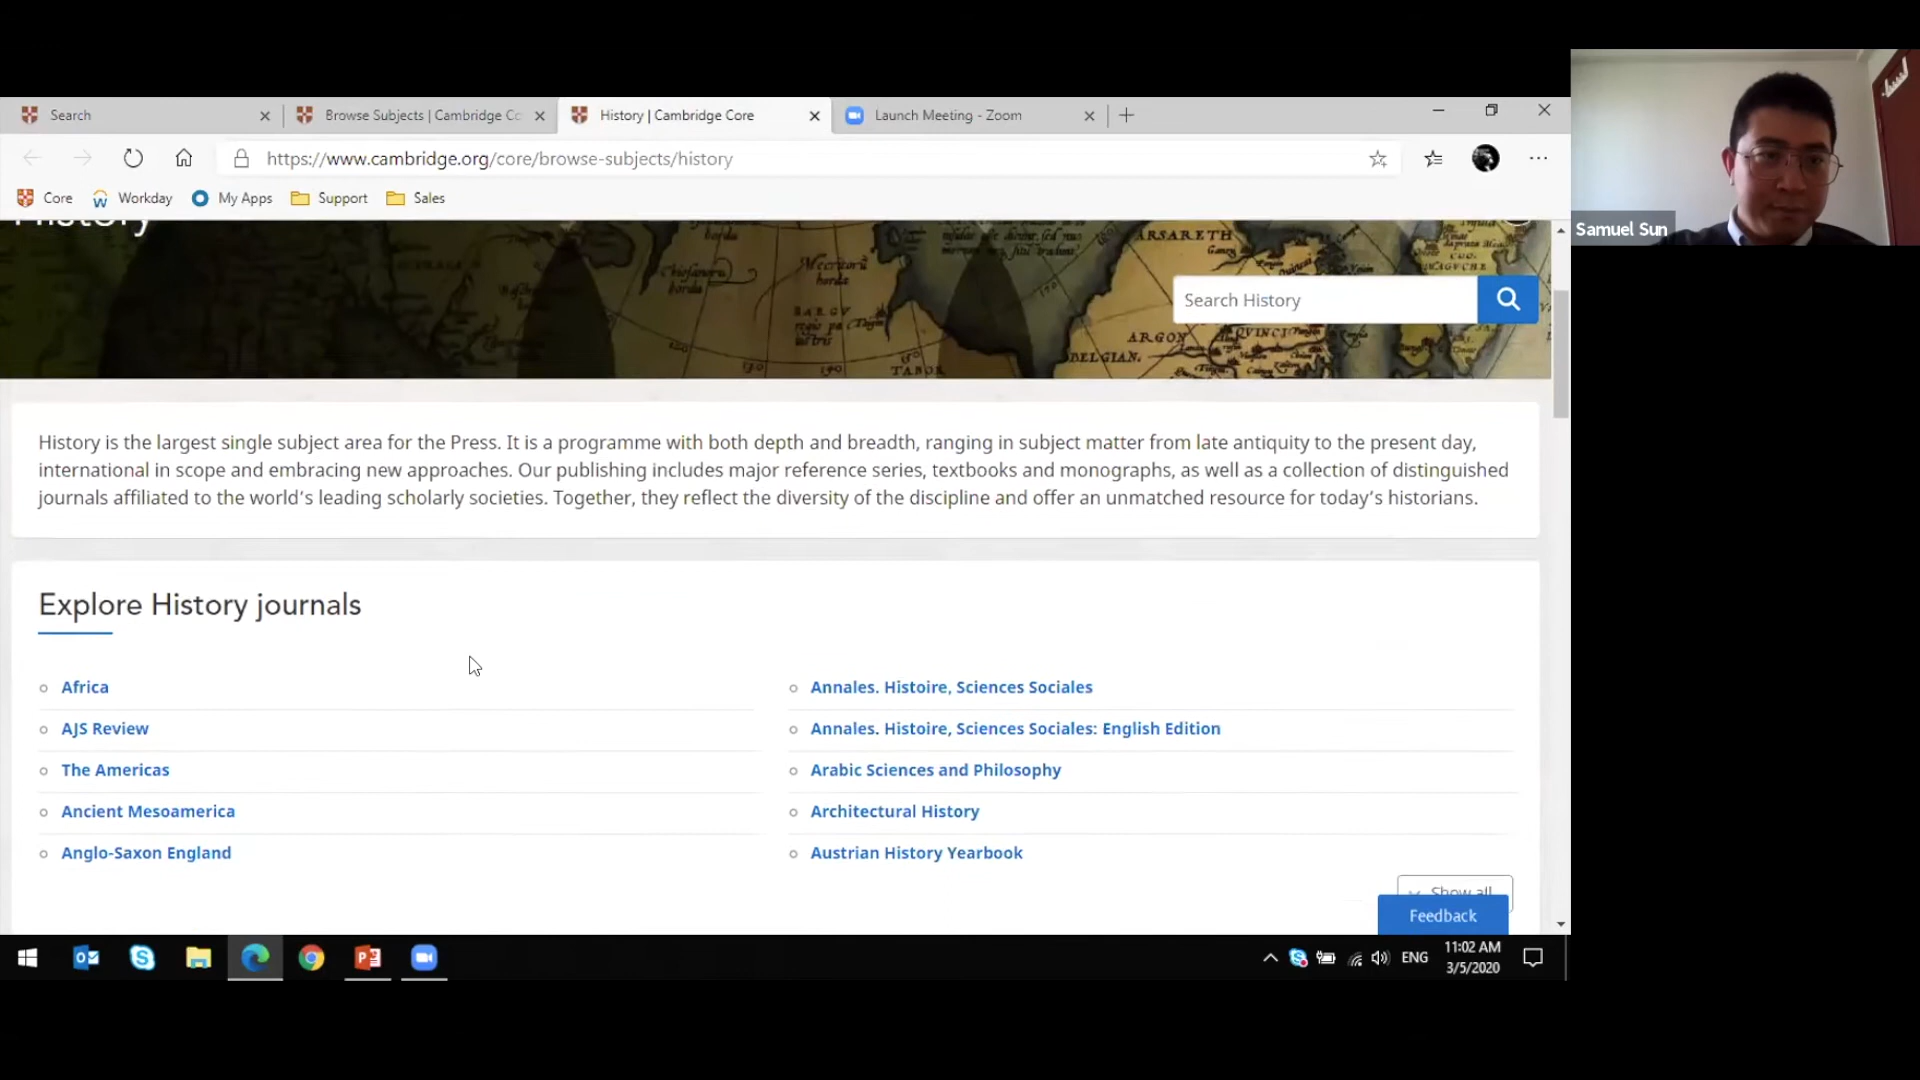 Search
Browse Subjects | Cambridge Co
History | Cambridge Core
Launch Meeting - Zoom
https://www.cambridge.org/core/browse-subjects/history
Core
Workday
My Apps
Support
Sales
Samuel Sun
History
ARSARETH
ARGON
BELGIAN.
TABOR
Search History
History is the largest single subject area for the Press. It is a programme with both depth and breadth, ranging in subject matter from late antiquity to the present day,
international in scope and embracing new approaches. Our publishing includes major reference series, textbooks and monographs, as well as a collection of distinguished
journals affiliated to the world's leading scholarly societies. Together, they reflect the diversity of the discipline and offer an unmatched resource for today's historians.
Explore History journals
Africa
AJS Review
The Americas
Ancient Mesoamerica
Anglo-Saxon England
Annales. Histoire, Sciences Sociales
Annales. Histoire, Sciences Sociales: English Edition
Arabic Sciences and Philosophy
Architectural History
Austrian History Yearbook
Show all
Feedback
ENG
11:02 AM
3/5/2020